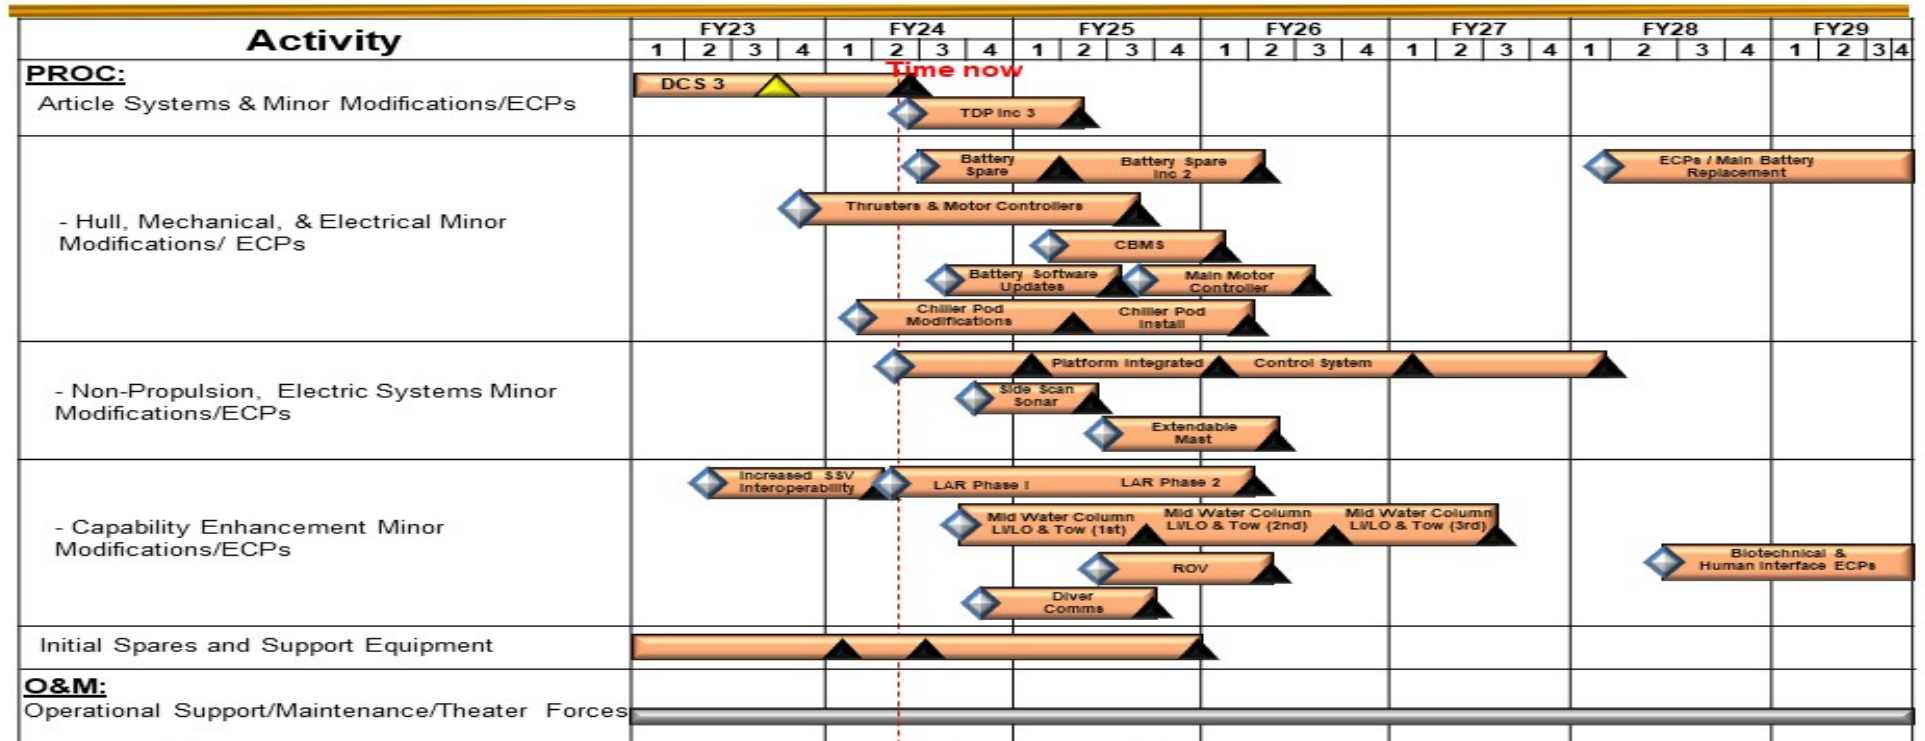 Activity
FY23 FY24 FY25 FY26 FY27 FY28 FY29
1 2 3 4 1 2 3 4 1 2 3 4 1 2 3 4 1 2 3 4 1 2 3 4 1 2 3 4
Time now
PROC:
Article Systems & Minor Modifications/ECPs
DCS 3
TDP Inc 3
- Hull, Mechanical, & Electrical Minor
Modifications/ ECPs
Battery
Spare
Battery Spare
Inc 2
ECPs / Main Battery
Replacement
Thrusters & Motor Controllers
CBMS
Battery Software
Updates
Main Motor
Controller
Chiller Pod
Modifications
Chiller Pod
Install
- Non-Propulsion, Electric Systems Minor
Modifications/ECPs
Platform Integrated Control System
Side Scan
Sonar
Extendable
Mast
- Capability Enhancement Minor
Modifications/ECPs
Increased SSV
Interoperability
LAR Phase I
LAR Phase 2
Mid Water Column
LI/LO & Tow (1st)
Mid Water Column
LI/LO & Tow (2nd)
Mid Water Column
LI/LO & Tow (3rd)
ROV
Biotechnical &
Human Interface ECPs
Diver
Comms
Initial Spares and Support Equipment
O&M:
Operational Support/Maintenance/Theater Forces